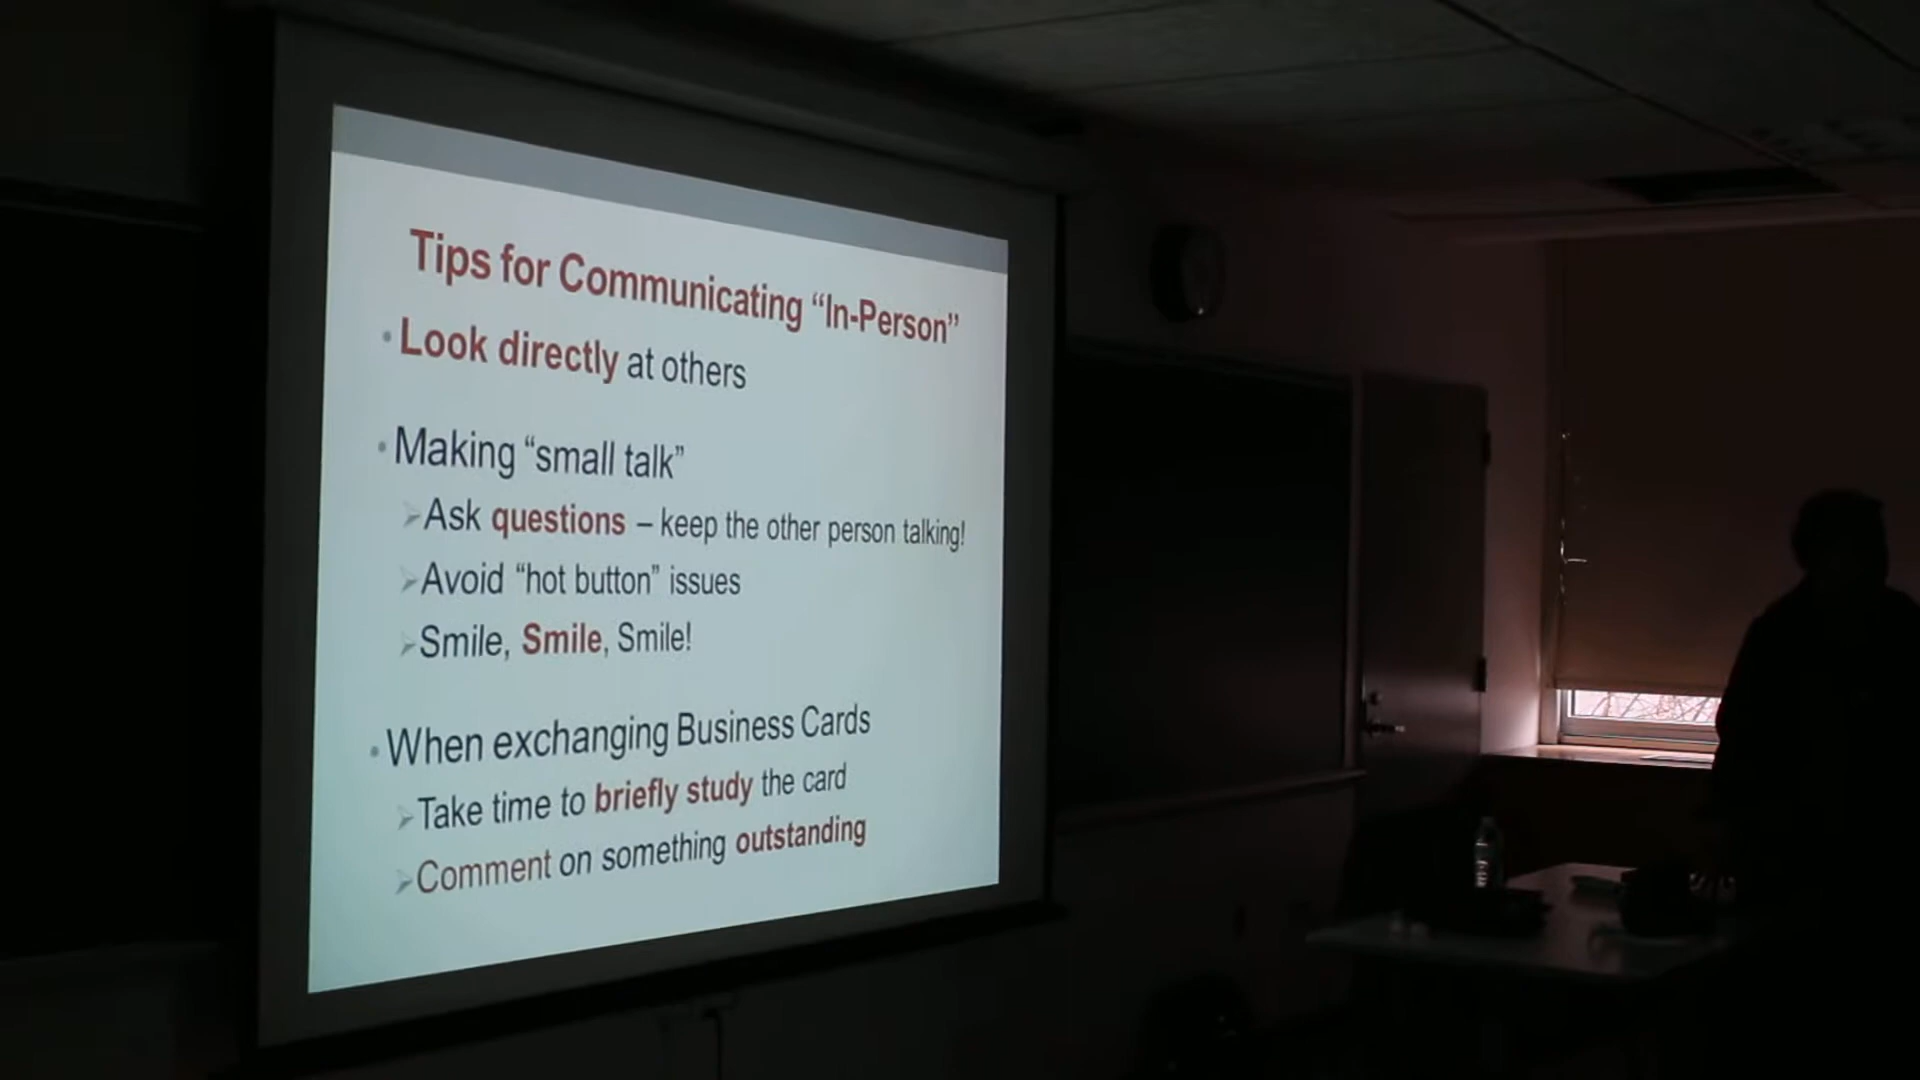 Tips for Communicating “In-Person”
• Look directly at others
• Making “small talk”
➢ Ask questions – keep the other person talking!
➢ Avoid “hot button” issues
➢ Smile, Smile, Smile!
• When exchanging Business Cards
➢ Take time to briefly study the card
➢ Comment on something outstanding